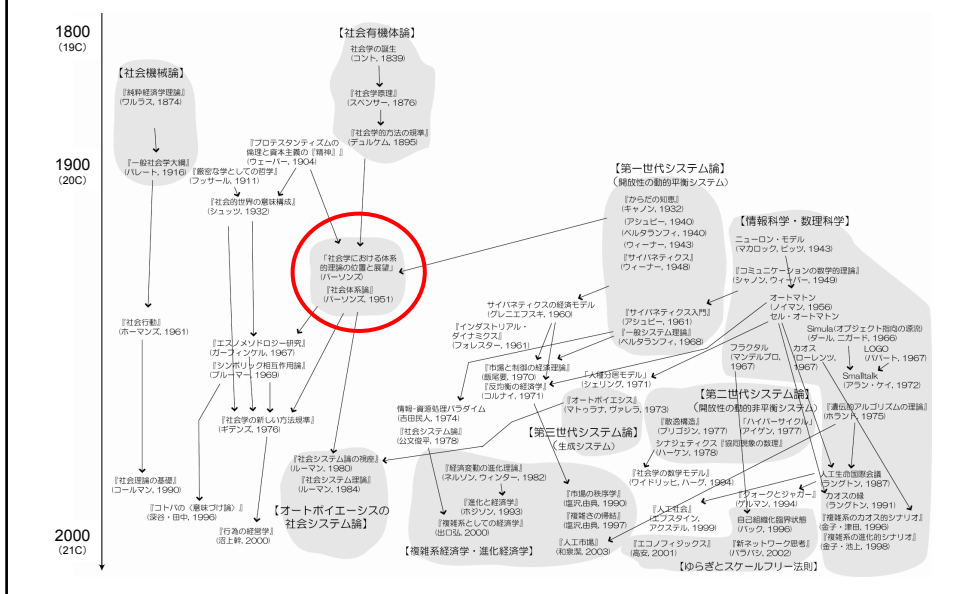 1800
(19C)
【社会有機体論】
社会学の誕生
(コント, 1839)
『社会学原理』
(スペンサー, 1876)
『社会学的方法の規準』
(デュルケム, 1895)
【社会機械論】
『純粋経済学理論』
(ワルラス, 1874)
『一般社会学大綱』
(パレート, 1916)
1900
(20C)
『プロテスタンティズムの
倫理と資本主義の『精神』』
(ウェーバー, 1904)
『厳密な学としての哲学』
(フッサール, 1911)
『社会的世界の意味構成』
(シュッツ, 1932)
「社会学における体系
的理論の位置と展望」
(パーソンズ)
『社会体系論』
(パーソンズ, 1951)
【第一世代システム論】
(開放性の動的平衡システム)
『からだの知恵』
(キャノン, 1932)
(アシュビー, 1940)
(ベルタランフィ, 1940)
(ウィーナー, 1943)
『サイバネティクス』
(ウィーナー, 1948)
『サイバネティクス入門』
(アシュビー, 1961)
『一般システム理論』
(ベルタランフィ, 1968)
【情報科学・数理科学】
ニューロン・モデル
(マカロック, ピッツ, 1943)
『コミュニケーションの数学的理論』
(シャノン, ウィーバー, 1949)
オートマトン
(ノイマン, 1956)
セル・オートマトン
Simula(オブジェクト指向の源流)
(ダール, ニガード, 1966)
フラクタル
(マンデルブロ,
1967)
カオス
(ローレンツ,
1967)
LOGO
(パパート, 1967)
Smalltalk
(アラン・ケイ, 1972)
サイバネティクスの経済モデル
(グレニエフスキ, 1960)
『インダストリアル・
ダイナミクス』
(フォレスター, 1961)
『社会行動』
(ホーマンズ, 1961)
『エスノメソドロジー研究』
(ガーフィンケル, 1967)
『シンボリック相互作用論』
(ブルーマー, 1969)
『市場と制御の経済理論』
(飯尾要, 1970)
『反均衡の経済学』
(コルナイ, 1971)
「人種分居モデル」
(シェリング, 1971)
『オートポイエシス』
(マトゥラナ, ヴァレラ, 1973)
情報-資源処理パラダイム
(吉田民人, 1974)
『社会システム論』
(公文俊平, 1978)
『社会学の新しい方法規準』
(ギデンズ, 1976)
【第二世代システム論】
(開放性の動的非平衡システム)
『散逸構造』
(プリゴジン, 1977)
「ハイパーサイクル」
(アイゲン, 1977)
シナジェティクス『協同現象の数理』
(ハーケン, 1978)
『遺伝的アルゴリズムの理論』
(ホランド, 1975)
【第三世代システム論】
(生成システム)
『社会システム論の視座』
(ルーマン, 1980)
『社会システム理論』
(ルーマン, 1984)
【オートポイエーシスの
社会システム論】
『社会理論の基礎』
(コールマン, 1990)
『コトバの〈意味づけ論〉』
(深谷・田中, 1996)
『行為の経営学』
(沼上幹, 2000)
『経済変動の進化理論』
(ネルソン, ウィンター, 1982)
『進化と経済学』
(ホジソン, 1993)
『複雑系としての経済学』
(出口弘, 2000)
『市場の秩序学』
(塩沢,由典, 1990)
『複雑さの帰結』
(塩沢,由典, 1997)
『人工市場』
(和泉潔, 2003)
【複雑系経済学・進化経済学】
『社会学の数学モデル』
(ワイドリッヒ, ハーグ, 1994)
『人工社会』
(エプスタイン,
アクステル, 1999)
『クォークとジャガー』
(ゲルマン, 1994)
人工生命国際会議
(ラングトン, 1987)
『カオスの縁』
(ラングトン, 1991)
『複雑系のカオス的シナリオ』
(金子・津田, 1996)
『複雑系の進化的シナリオ』
(金子・池上, 1998)
自己組織化臨界状態
(バック, 1996)
『エコノフィジックス』
(高安, 2001)
『新ネットワーク思考』
(バラバシ, 2002)
【ゆらぎとスケールフリー法則】
2000
(21C)